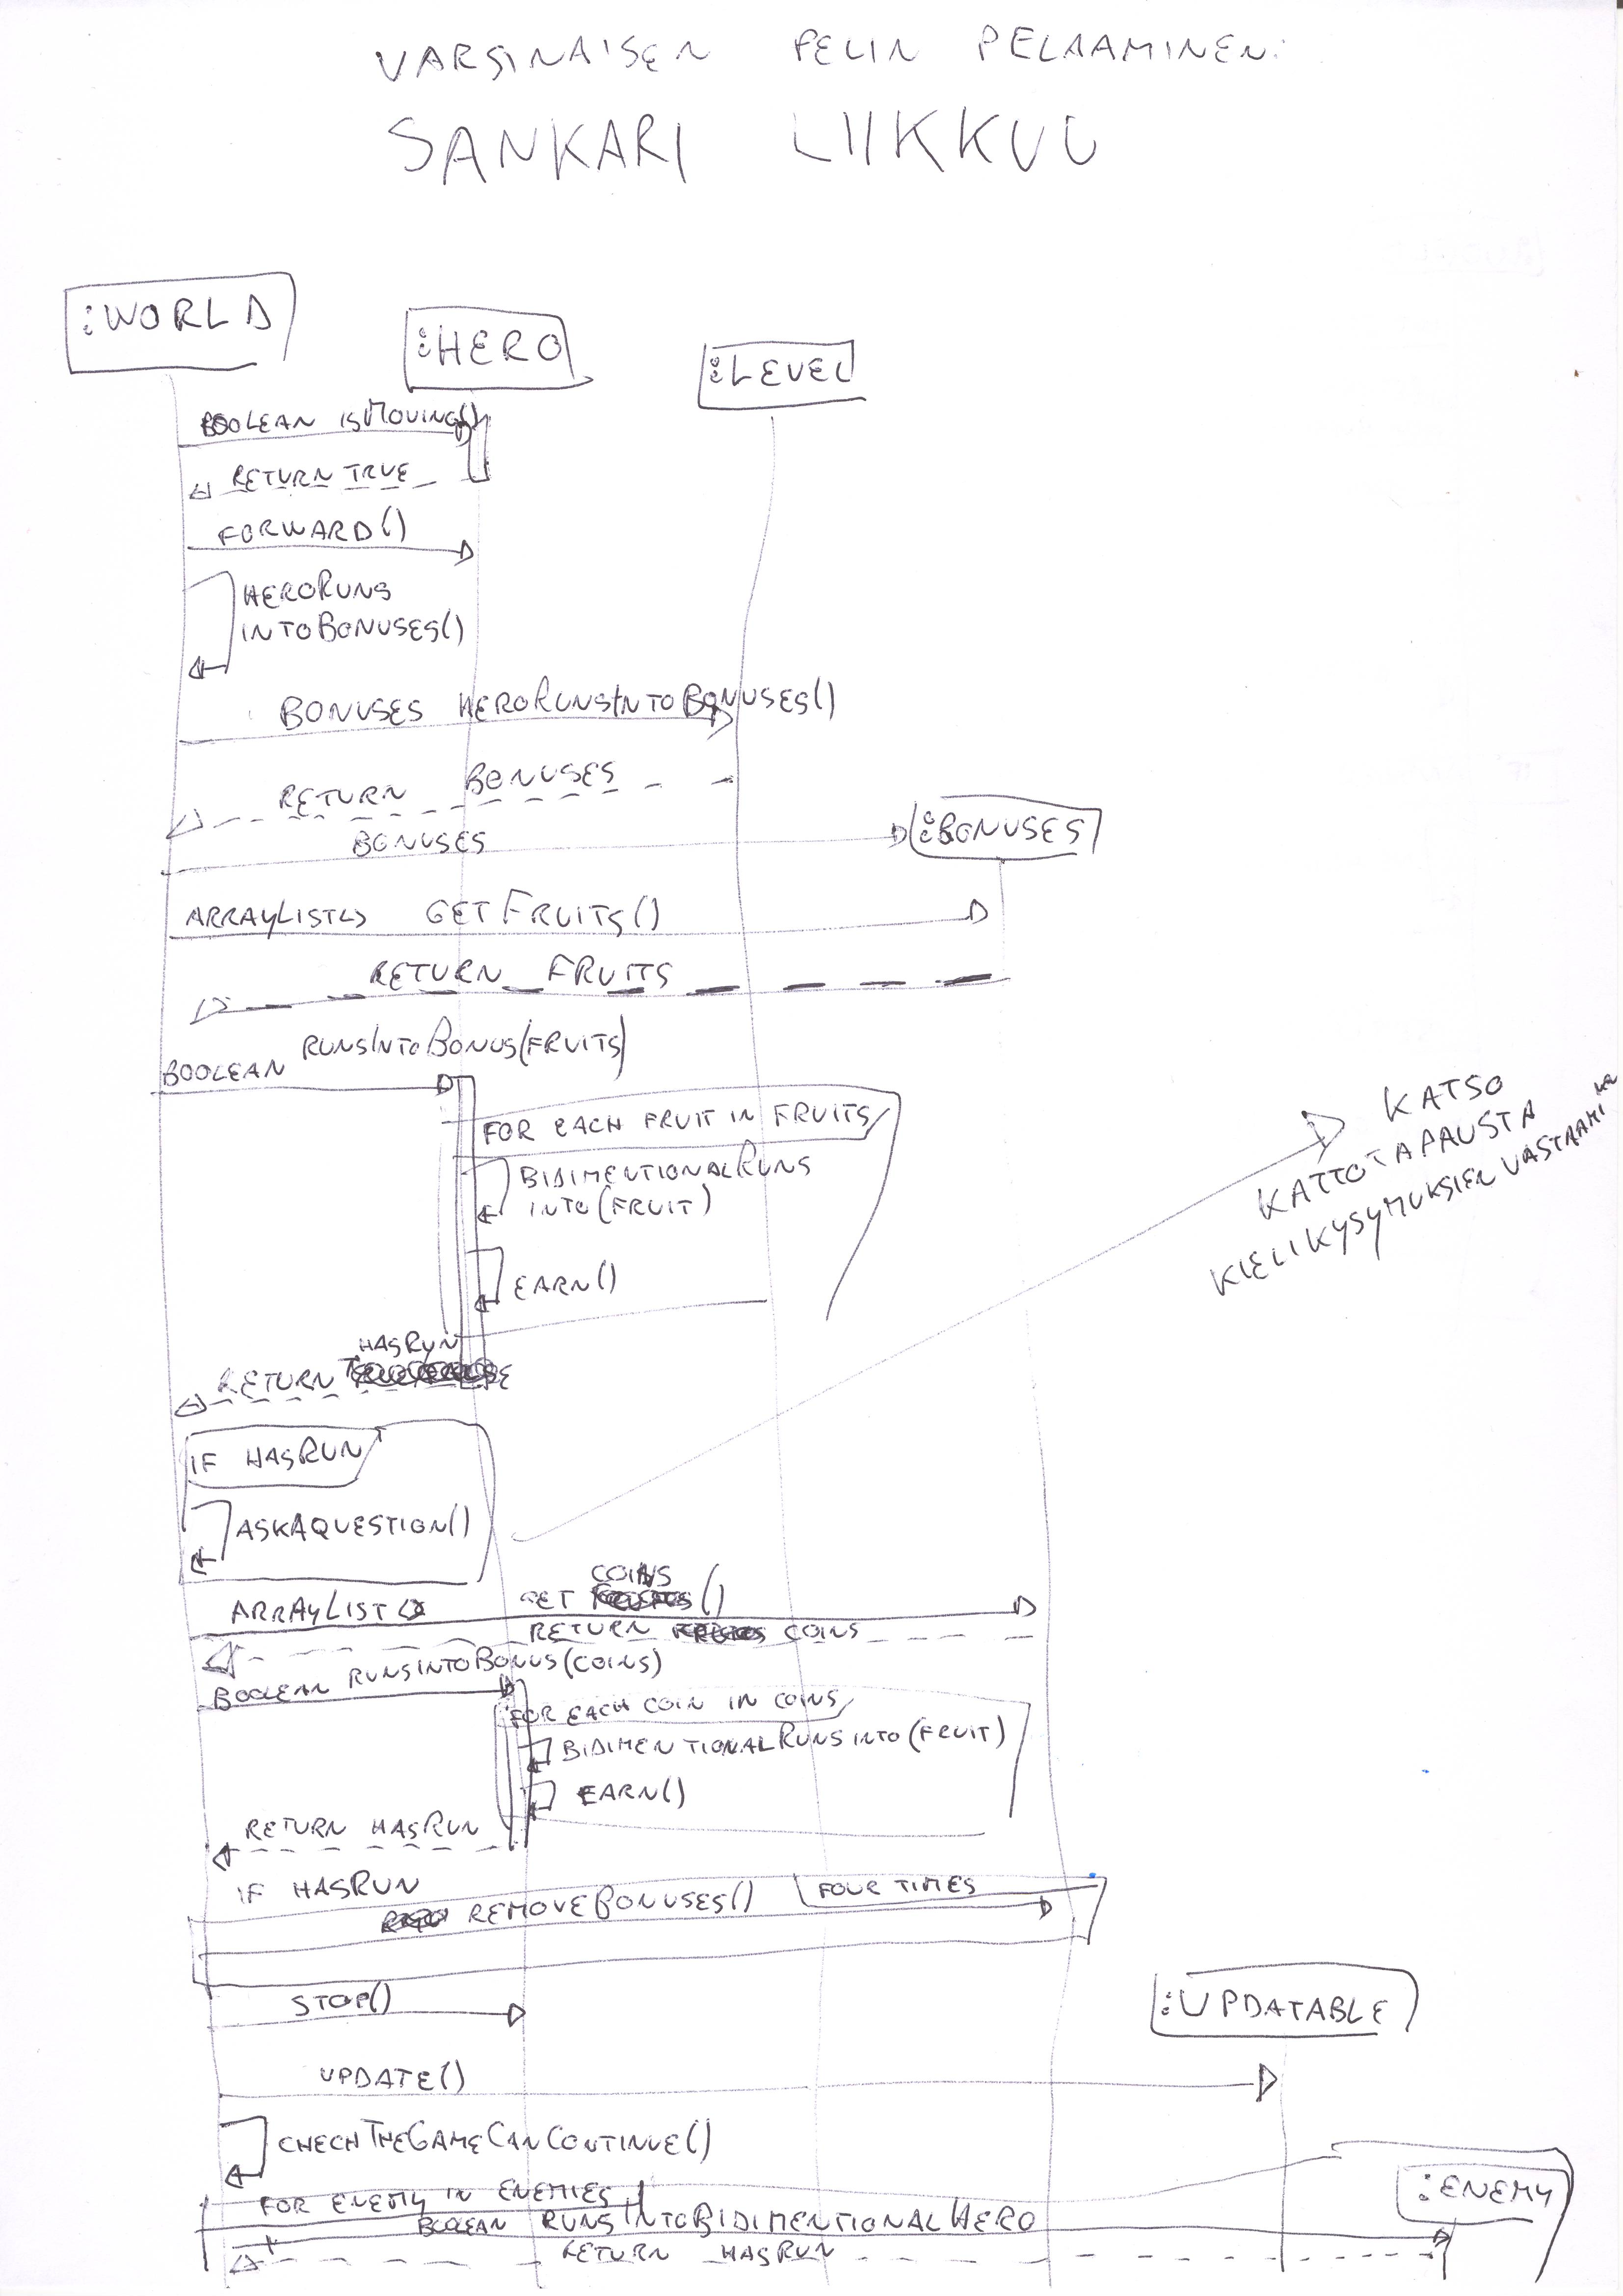 VARSINAISEN PELIN PELAAMINEN:
SANKARI LIIKKUU
:WORLD
:HERO
:LEVEL
BOOLEAN ISMOVING()
RETURN TRUE
FORWARD()
HERORUNS
INTOBONUSES()
BONUSES HERORUNSINTOBONUSES()
RETURN BONUSES
BONUSES
:BONUSES
ARRAYLIST<> GETFRUITS()
RETURN FRUITS
RUNSINTOBONUS(FRUITS)
BOOLEAN
FOR EACH FRUIT IN FRUITS
BIDIMENTIONALRUNS
INTO(FRUIT)
EARN()
KATSO
KATTOTAPAUSTA
KIELIKYSYMUKSIEN VASTAAMI
HASRUN
RETURN
IF HASRUN
ASKAQUESTION()
COINS
ARRAYLIST<> GET ()
RETURN COINS
BOOLEAN RUNSINTOBONUS(COINS)
FOR EACH COIN IN COINS
BIDIMENTIONALRUNSINTO(FRUIT)
EARN()
RETURN HASRUN
IF HASRUN
REMOVEBONUSES() FOUR TIMES
STOP()
:UPDATABLE
UPDATE()
CHECHTHEGAMECANCONTINUE()
:ENEMY
FOR ENEMY IN ENEMIES
BOOLEAN RUNSINTOBIDIMENTIONALHERO
RETURN HASRUN